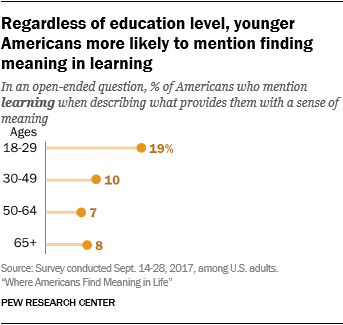 Regardless of education level, younger
Americans more likely to mention finding
meaning in learning
In an open-ended question, % of Americans who mention
learning when describing what provides them with a sense of
meaning
Ages
18-29 19%
30-49 10
50-64 7
65+ 8
Source: Survey conducted Sept. 14-28, 2017, among U.S. adults.
“Where Americans Find Meaning in Life”
PEW RESEARCH CENTER